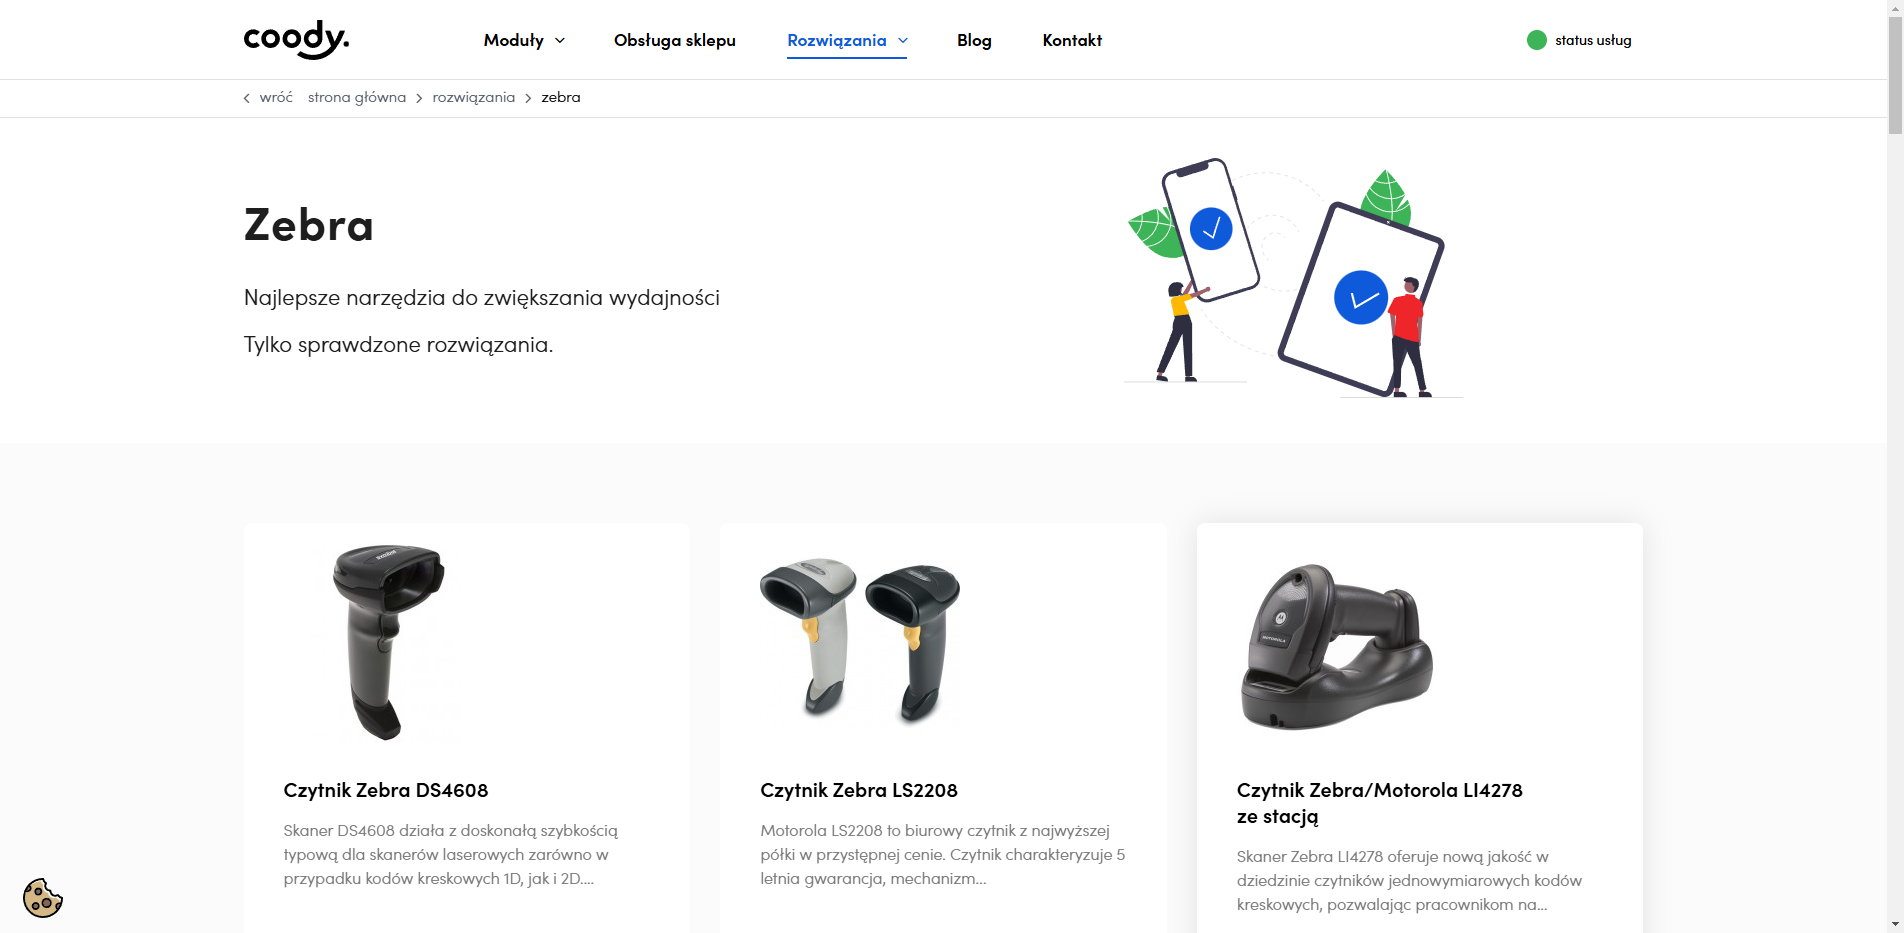 coody.
Moduły
Obsługa sklepu
Rozwiązania
Blog
Kontakt
status usług
wróć
strona główna
rozwiązania
zebra
Zebra
Najlepsze narzędzia do zwiększania wydajności
Tylko sprawdzone rozwiązania.
Czytnik Zebra DS4608
Skaner DS4608 działa z doskonałą szybkością
typową dla skanerów laserowych zarówno w
przypadku kodów kreskowych 1D, jak i 2D....
Czytnik Zebra LS2208
Motorola LS2208 to biurowy czytnik z najwyższej
półki w przystępnej cenie. Czytnik charakteryzuje 5
letnia gwarancja, mechanizm...
MOTOROLA
Czytnik Zebra/Motorola LI4278
ze stacją
Skaner Zebra LI4278 oferuje nową jakość w
dziedzinie czytników jednowymiarowych kodów
kreskowych, pozwalając pracownikom na...